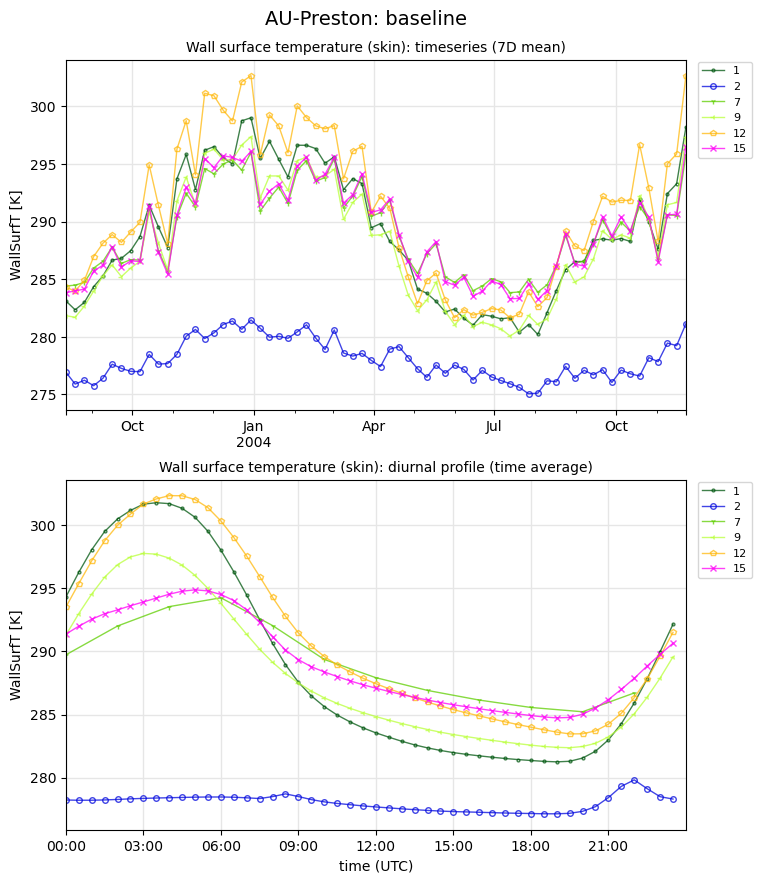 AU-Preston: baseline
Wall surface temperature (skin): timeseries (7D mean)
WallSurfT [K]
300
295
290
285
280
275
Oct
Jan
2004
Apr
Jul
Oct
1
2
7
9
12
15
Wall surface temperature (skin): diurnal profile (time average)
WallSurfT [K]
300
295
290
285
280
00:00
03:00
06:00
09:00
12:00
15:00
18:00
21:00
time (UTC)
1
2
7
9
12
15